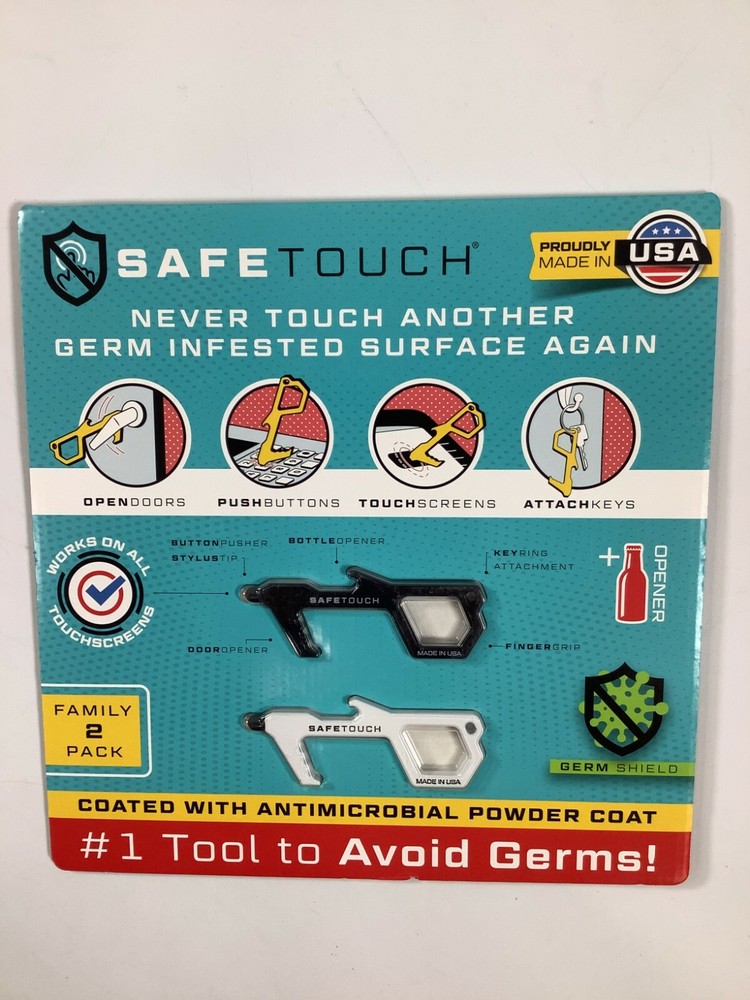 SAFETOUCH®
PROUDLY
MADE IN
USA
NEVER TOUCH ANOTHER
GERM INFESTED SURFACE AGAIN
OPENDOORS
PUSHBUTTONS
TOUCHSCREENS
ATTACHKEYS
WORKS ON ALL
TOUCHSCREENS
BUTTONPUSHER
STYLUSTIP
BOTTLEOPENER
KEYRING
ATTACHMENT
+
OPENER
SAFETOUCH
MADE IN USA
DOOROPENER
FINGERGRIP
FAMILY
2
PACK
SAFETOUCH
MADE IN USA
GERM SHIELD
COATED WITH ANTIMICROBIAL POWDER COAT
#1 Tool to Avoid Germs!